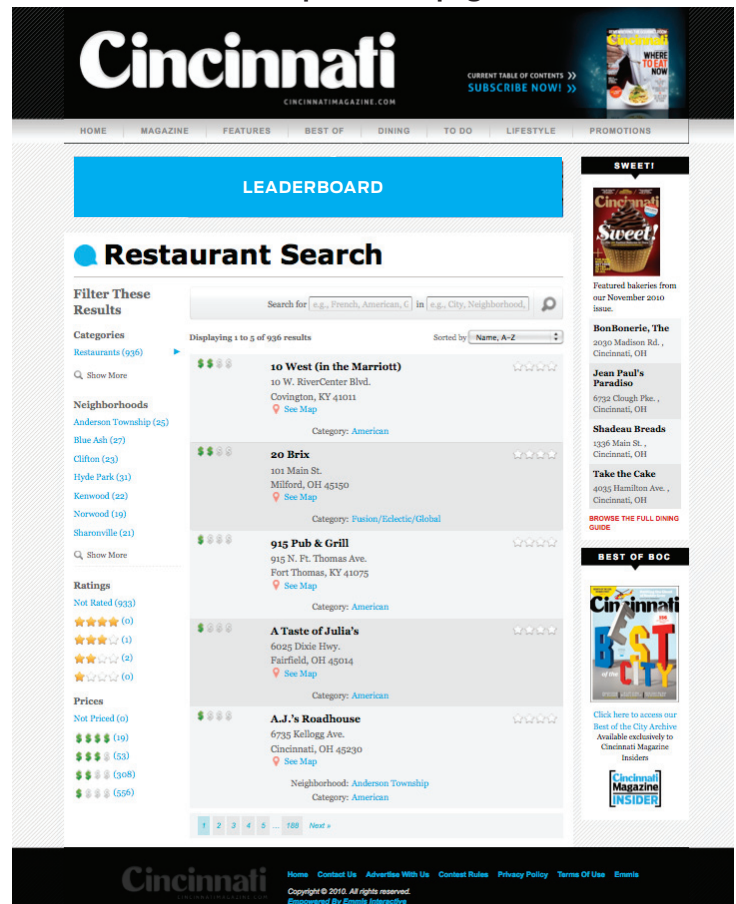 Cincinnati
CINCINNATIMAGAZINE.COM
CURRENT TABLE OF CONTENTS »
SUBSCRIBE NOW! »
Cincinnati
WHERE
TO EAT
NOW
HOME MAGAZINE FEATURES BEST OF DINING TO DO LIFESTYLE PROMOTIONS
LEADERBOARD
Restaurant Search
Filter These
Results
Categories
Restaurants (936)
Show More
Neighborhoods
Anderson Township (25)
Blue Ash (27)
Clifton (23)
Hyde Park (31)
Kenwood (22)
Norwood (19)
Sharonville (21)
Show More
Ratings
Not Rated (933)
(0)
(1)
(2)
(0)
Prices
Not Priced (0)
$$$$ (19)
$$$$ (53)
$$$$ (308)
$$$$ (556)
Search for e.g., French, American, C in e.g., City, Neighborhood,
Displaying 1 to 5 of 936 results Sorted by Name, A-Z
$$$$ 10 West (in the Marriott)
10 W. RiverCenter Blvd.
Covington, KY 41011
See Map
Category: American
$$$$ 20 Brix
101 Main St.
Milford, OH 45150
See Map
Category: Fusion/Eclectic/Global
$$$$ 915 Pub & Grill
915 N. Ft. Thomas Ave.
Fort Thomas, KY 41075
See Map
Category: American
$$$$ A Taste of Julia's
6025 Dixie Hwy.
Fairfield, OH 45014
See Map
Category: American
$$$$ A.J.'s Roadhouse
6735 Kellogg Ave.
Cincinnati, OH 45230
See Map
Neighborhood: Anderson Township
Category: American
1 2 3 4 5 ... 188 Next »
SWEET!
Cincinnati
Sweet!
Featured bakeries from
our November 2010
issue.
BonBonerie, The
2030 Madison Rd. ,
Cincinnati, OH
Jean Paul's
Paradiso
6732 Clough Pke. ,
Cincinnati, OH
Shadeau Breads
1336 Main St. ,
Cincinnati, OH
Take the Cake
4035 Hamilton Ave. ,
Cincinnati, OH
BROWSE THE FULL DINING
GUIDE
BEST OF BOC
Cincinnati
BEST
of the
CITY
Click here to access our
Best of the City Archive
Available exclusively to
Cincinnati Magazine
Insiders
Cincinnati
Magazine
INSIDER
Cincinnati
CINCINNATIMAGAZINE.COM
Home Contact Us Advertise With Us Contest Rules Privacy Policy Terms Of Use Emmis
Copyright © 2010. All rights reserved.
Empowered By Emmis Interactive